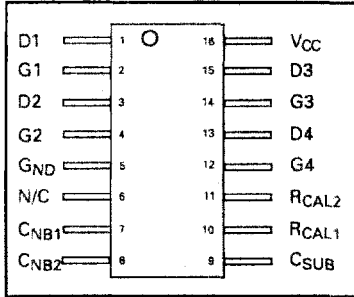 D1 1 16 VCC
G1 2 15 D3
D2 3 14 G3
G2 4 13 D4
GND 5 12 G4
N/C 6 11 RCAL2
CNB1 7 10 RCAL1
CNB2 8 9 CSUB